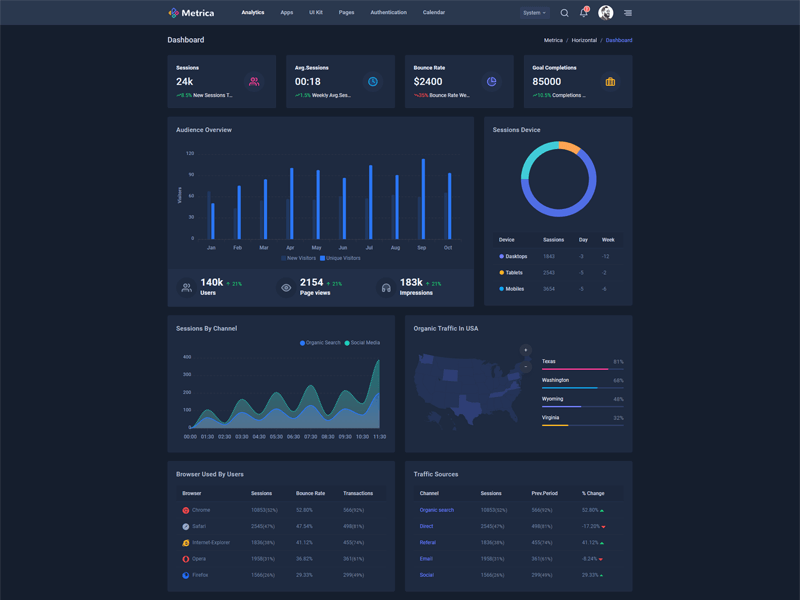 Metrica Analytics Apps UI Kit Pages Authentication Calendar System
Dashboard Metrica / Horizontal / Dashboard
Sessions
24k
8.5% New Sessions T...
Avg.Sessions
00:18
1.5% Weekly Avg.Ses...
Bounce Rate
$2400
35% Bounce Rate We...
Goal Completions
85000
10.5% Completions ...
Audience Overview
120
90
60
30
0
Visitors
Jan Feb Mar Apr May Jun Jul Aug Sep Oct
New Visitors Unique Visitors
140k 21%
Users
2154 21%
Page views
183k 21%
Impressions
Sessions Device
Device Sassions Day Week
Dasktops 1843 -3 -12
Tablets 2543 -5 -2
Mobiles 3654 -5 -6
Sessions By Channel
Organic Search Social Media
400
300
200
100
0
00:00 01:30 02:30 03:30 04:30 05:30 06:30 07:30 08:30 09:30 10:30 11:30
Organic Traffic In USA
+
-
Texas 81%
Washington 68%
Wyoming 48%
Virginia 32%
Browser Used By Users
Browser Sessions Bounce Rate Transactions
Chrome 10853(52%) 52.80% 566(92%)
Safari 2545(47%) 47.54% 498(81%)
Internet-Explorer 1836(38%) 41.12% 455(74%)
Opera 1958(31%) 36.82% 361(61%)
Firefox 1566(26%) 29.33% 299(49%)
Traffic Sources
Channel Sessions Prev.Period % Change
Organic search 10853(52%) 566(92%) 52.80%
Direct 2545(47%) 498(81%) -17.20%
Referal 1836(38%) 455(74%) 41.12%
Email 1958(31%) 361(61%) -8.24%
Social 1566(26%) 299(49%) 29.33%